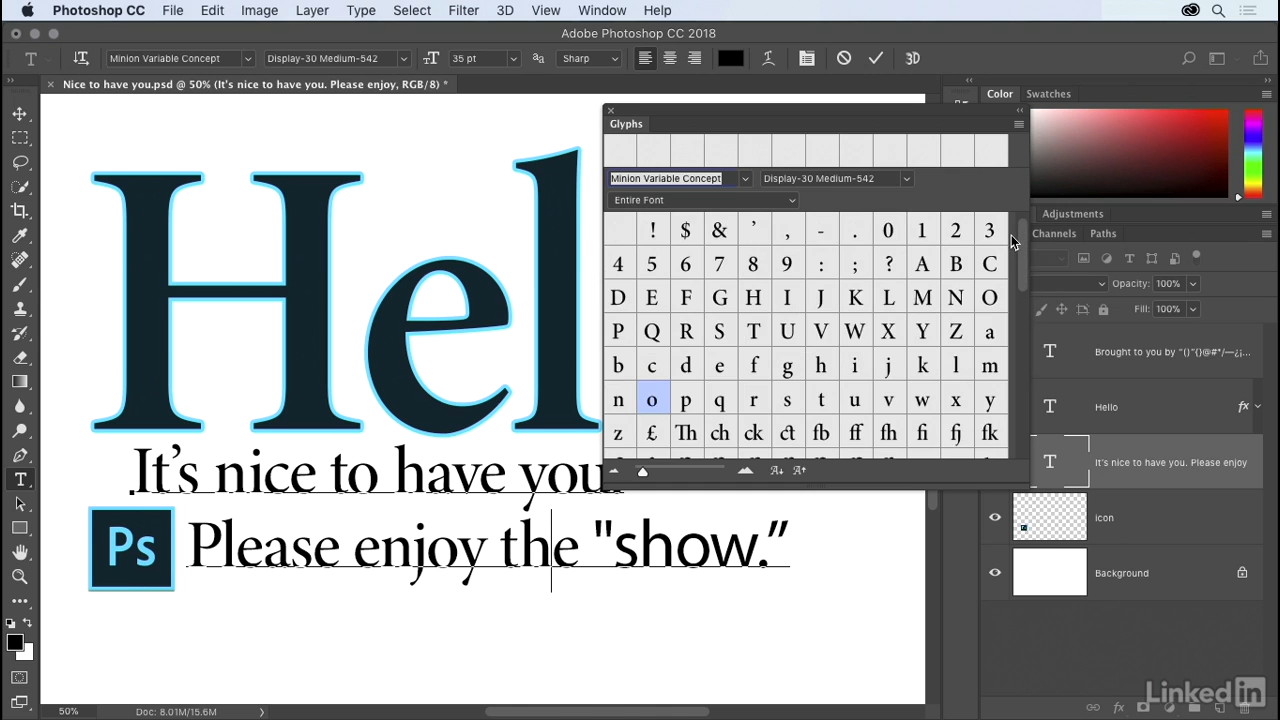 Photoshop CC File Edit Image Layer Type Select Filter 3D View Window Help
Adobe Photoshop CC 2018
Minion Variable Concept Display-30 Medium-542 35 pt Sharp 3D
Nice to have you.psd @ 50% (It's nice to have you. Please enjoy, RGB/8) *
Color Swatches
Glyphs
Minion Variable Concept Display-30 Medium-542
Entire Font
! $ & ’ , - . 0 1 2 3
4 5 6 7 8 9 : ; ? A B C
D E F G H I J K L M N O
P Q R S T U V W X Y Z a
b c d e f g h i j k l m
n o p q r s t u v w x y
z £ Th ch ck ct fb ff fh fi fj fk
Adjustments
Channels Paths
Opacity: 100%
Fill: 100%
T Brought to you by “()”{}@#*/—¿¡...
T Hello fx
T It's nice to have you. Please enjoy
icon
Background
Hel
It’s nice to have you.
Ps Please enjoy the "show.”
50% Doc: 8.01M/15.6M
Linked in